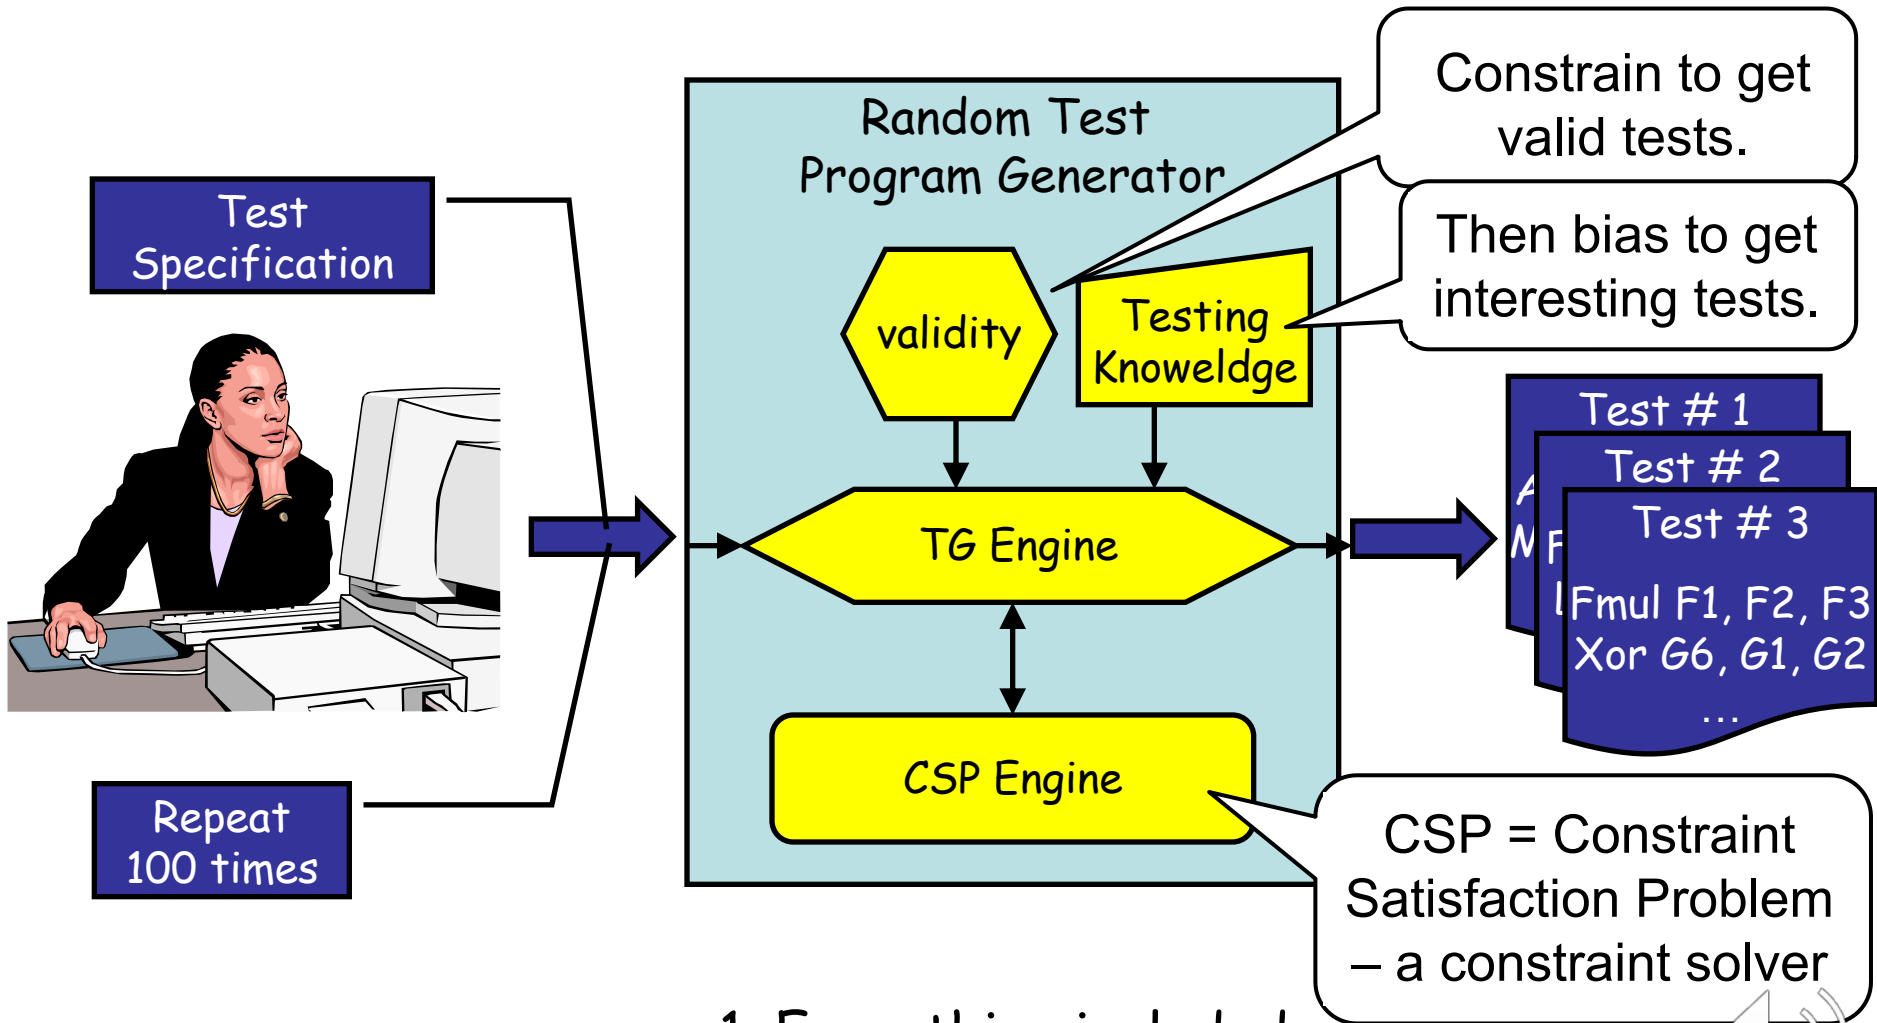 Constrain to get
valid tests.
Random Test
Program Generator
Test
Specification
Then bias to get
interesting tests.
validity
Testing
Knoweldge
Test # 1
Test # 2
Test # 3
TG Engine
Fmul F1, F2, F3
Xor G6, G1, G2
…
CSP Engine
Repeat
100 times
CSP = Constraint
Satisfaction Problem
– a constraint solver